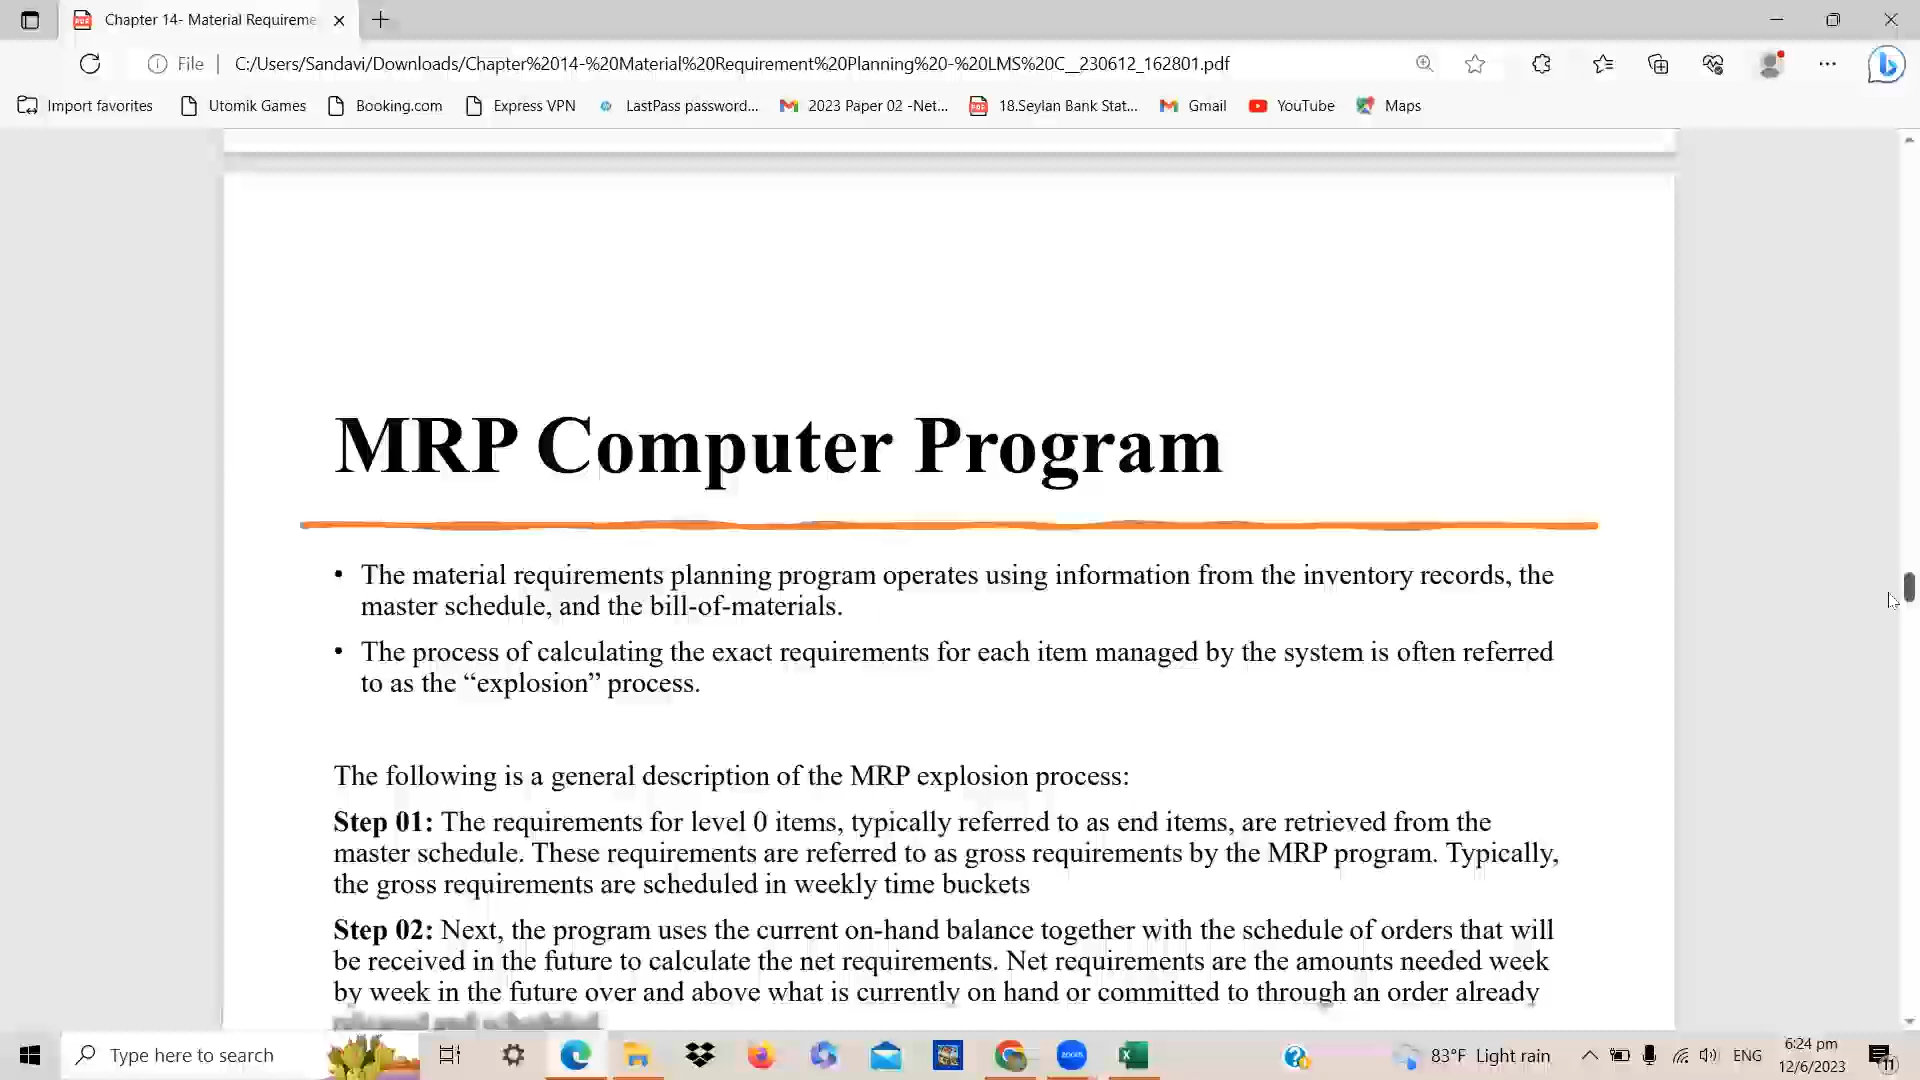 Chapter 14- Material Requireme
File
C:/Users/Sandavi/Downloads/Chapter%2014-%20Material%20Requirement%20Planning%20-%20LMS%20C__230612_162801.pdf
Import favorites Utomik Games Booking.com Express VPN LastPass password... 2023 Paper 02 -Net... 18.Seylan Bank Stat... Gmail YouTube Maps
MRP Computer Program
• The material requirements planning program operates using information from the inventory records, the
master schedule, and the bill-of-materials.
• The process of calculating the exact requirements for each item managed by the system is often referred
to as the “explosion” process.
The following is a general description of the MRP explosion process:
Step 01: The requirements for level 0 items, typically referred to as end items, are retrieved from the
master schedule. These requirements are referred to as gross requirements by the MRP program. Typically,
the gross requirements are scheduled in weekly time buckets
Step 02: Next, the program uses the current on-hand balance together with the schedule of orders that will
be received in the future to calculate the net requirements. Net requirements are the amounts needed week
by week in the future over and above what is currently on hand or committed to through an order already
Type here to search
zoom
83°F Light rain
ENG
6:24 pm
12/6/2023
11